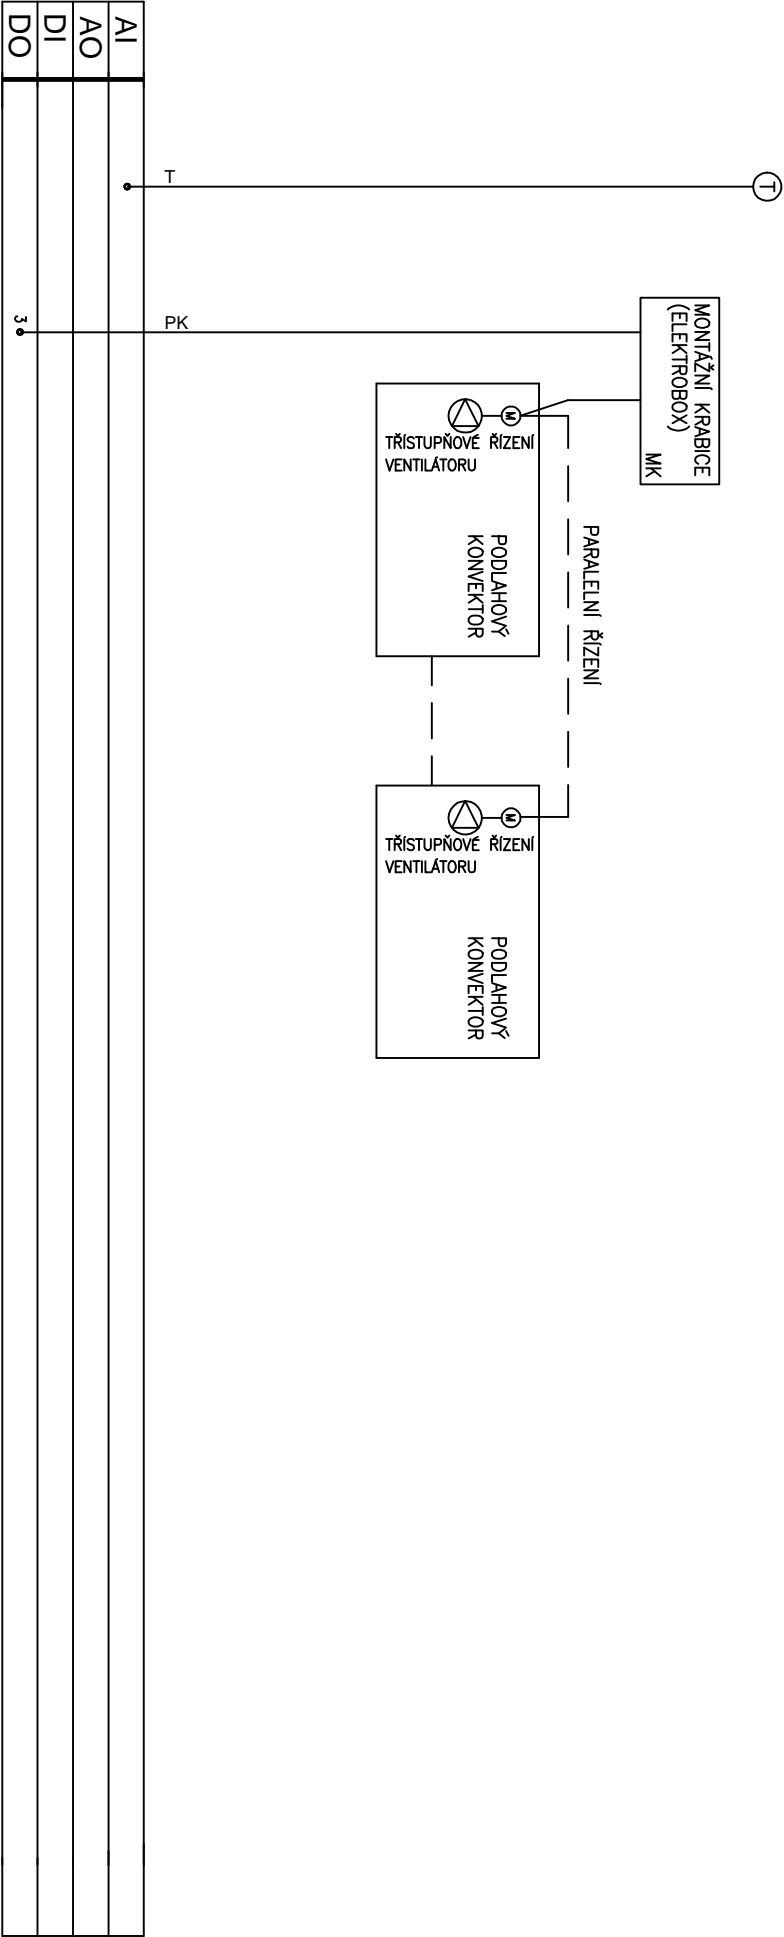 T
MONTÁŽNÍ KRABICE
(ELEKTROBOX)
MK
PARALELNÍ ŘÍZENÍ
M
TŘÍSTUPŇOVÉ ŘÍZENÍ
VENTILÁTORU
PODLAHOVÝ
KONVEKTOR
M
TŘÍSTUPŇOVÉ ŘÍZENÍ
VENTILÁTORU
PODLAHOVÝ
KONVEKTOR
T
PK
AI
AO
DI
DO
3